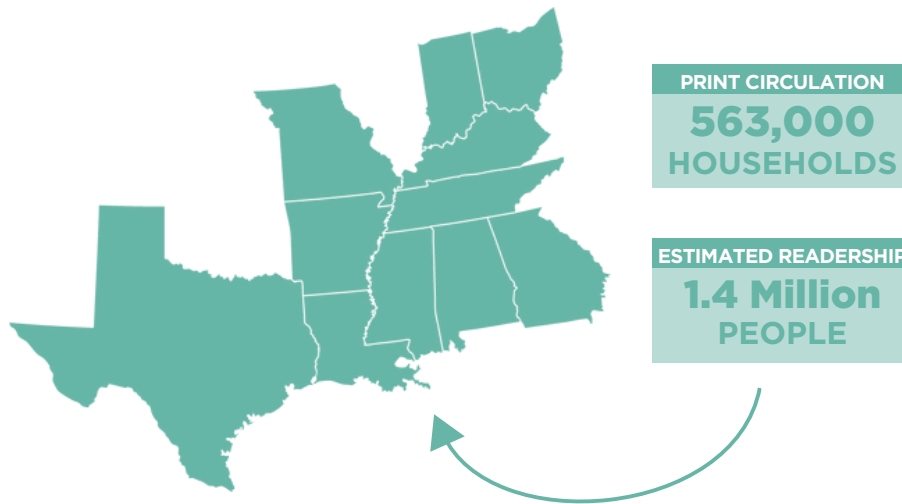 PRINT CIRCULATION
563,000
HOUSEHOLDS
ESTIMATED READERSHIP
1.4 Million
PEOPLE